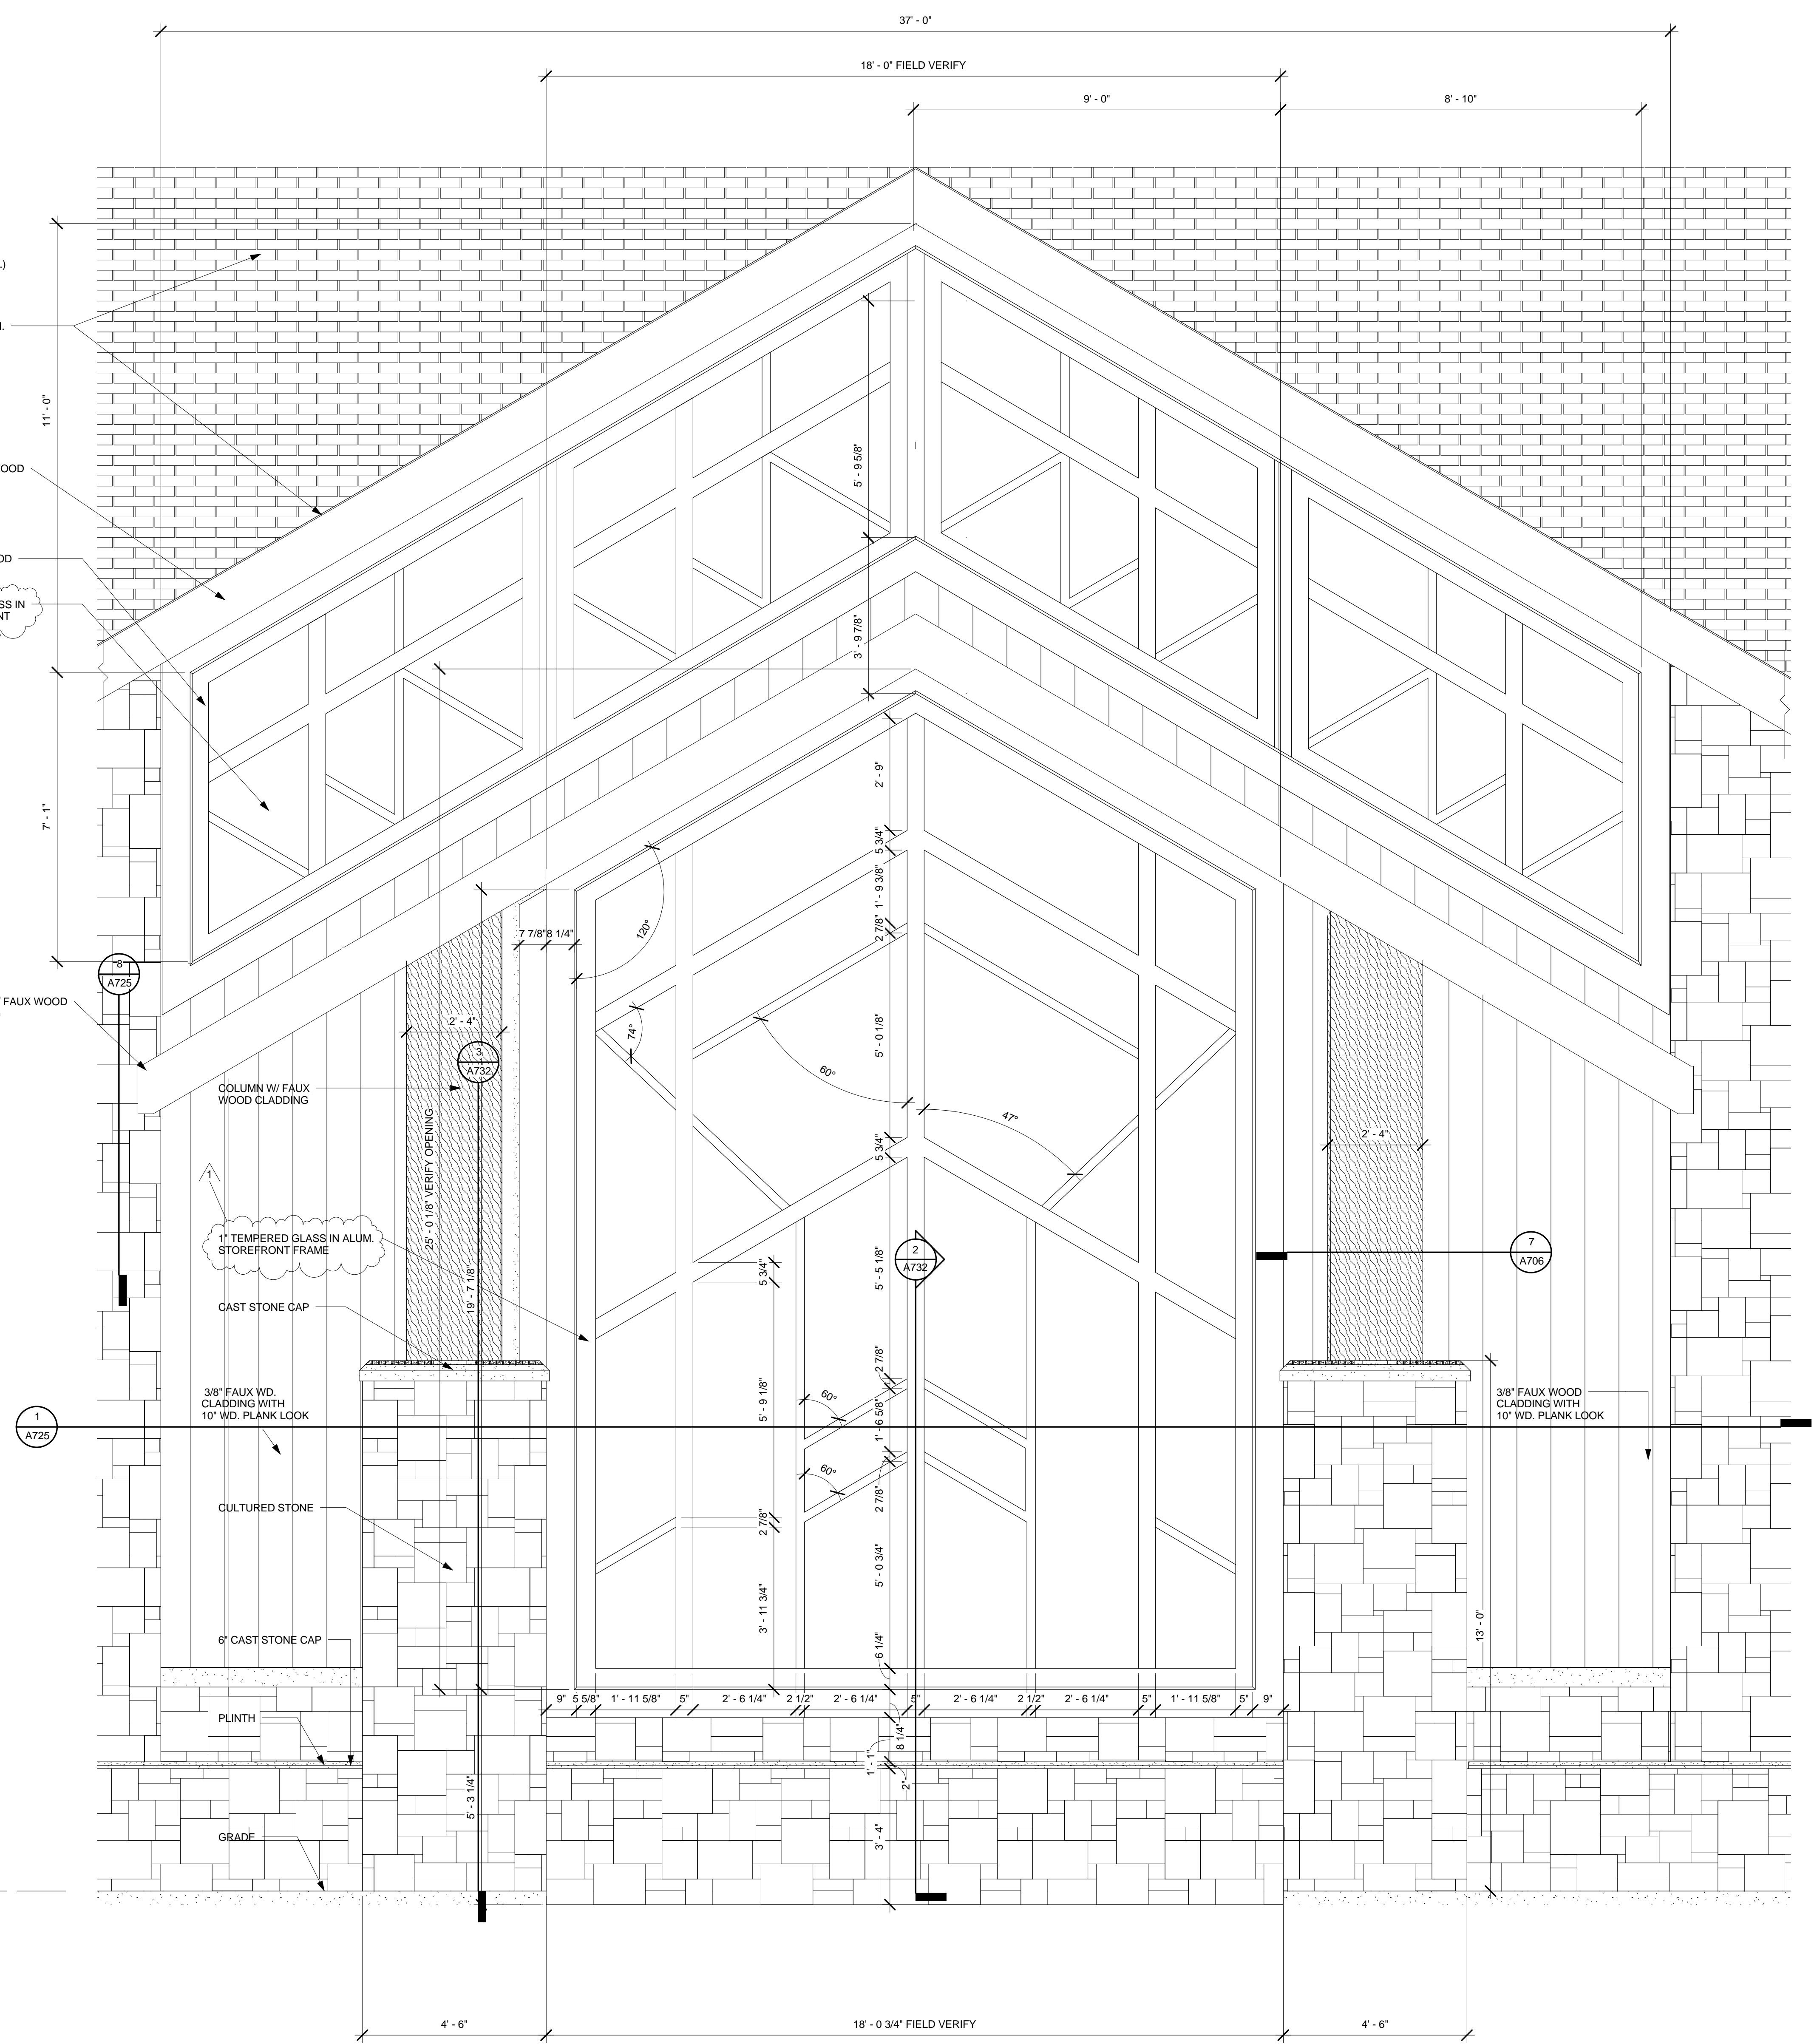 37' - 0"
18' - 0" FIELD VERIFY
9' - 0"
8' - 10"
.)
11' - 0"
5' - 9 5/8"
OOD
OD
SS IN
NT
3' - 9 7/8"
7' - 1"
2' - 9"
5 3/4"
1' - 9 3/8"
2 7/8"
7 7/8"
8 1/4"
120°
8
A725
/ FAUX WOOD
2' - 4"
74°
5' - 0 1/8"
3
A732
60°
COLUMN W/ FAUX
WOOD CLADDING
47°
25' - 0 1/8" VERIFY OPENING
5 3/4"
2' - 4"
1
1" TEMPERED GLASS IN ALUM.
STOREFRONT FRAME
2
A732
7
A706
5 3/4"
5' - 5 1/8"
19' - 7 1/8"
CAST STONE CAP
2 7/8"
3/8" FAUX WD.
CLADDING WITH
10" WD. PLANK LOOK
60°
5' - 9 1/8"
1' - 6 5/8"
3/8" FAUX WOOD
CLADDING WITH
10" WD. PLANK LOOK
1
A725
60°
2 7/8"
CULTURED STONE
2 7/8"
5' - 0 3/4"
3' - 11 3/4"
13' - 0"
6" CAST STONE CAP
6 1/4"
9"
5 5/8"
1' - 11 5/8"
5"
2' - 6 1/4"
2 1/2"
2' - 6 1/4"
5"
2' - 6 1/4"
2 1/2"
2' - 6 1/4"
5"
1' - 11 5/8"
5"
9"
PLINTH
8 1/4"
1' - 1"
2"
5' - 3 1/4"
3' - 4"
GRADE
4' - 6"
18' - 0 3/4" FIELD VERIFY
4' - 6"